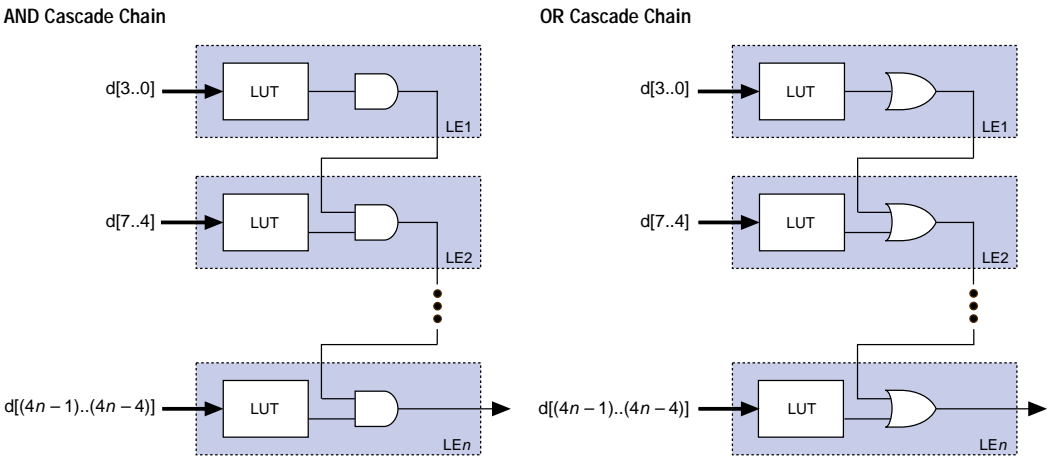 AND Cascade Chain
d[3..0]
LUT
LE1
d[7..4]
LUT
LE2
d[(4n – 1)..(4n – 4)]
LUT
LEn
OR Cascade Chain
d[3..0]
LUT
LE1
d[7..4]
LUT
LE2
d[(4n – 1)..(4n – 4)]
LUT
LEn